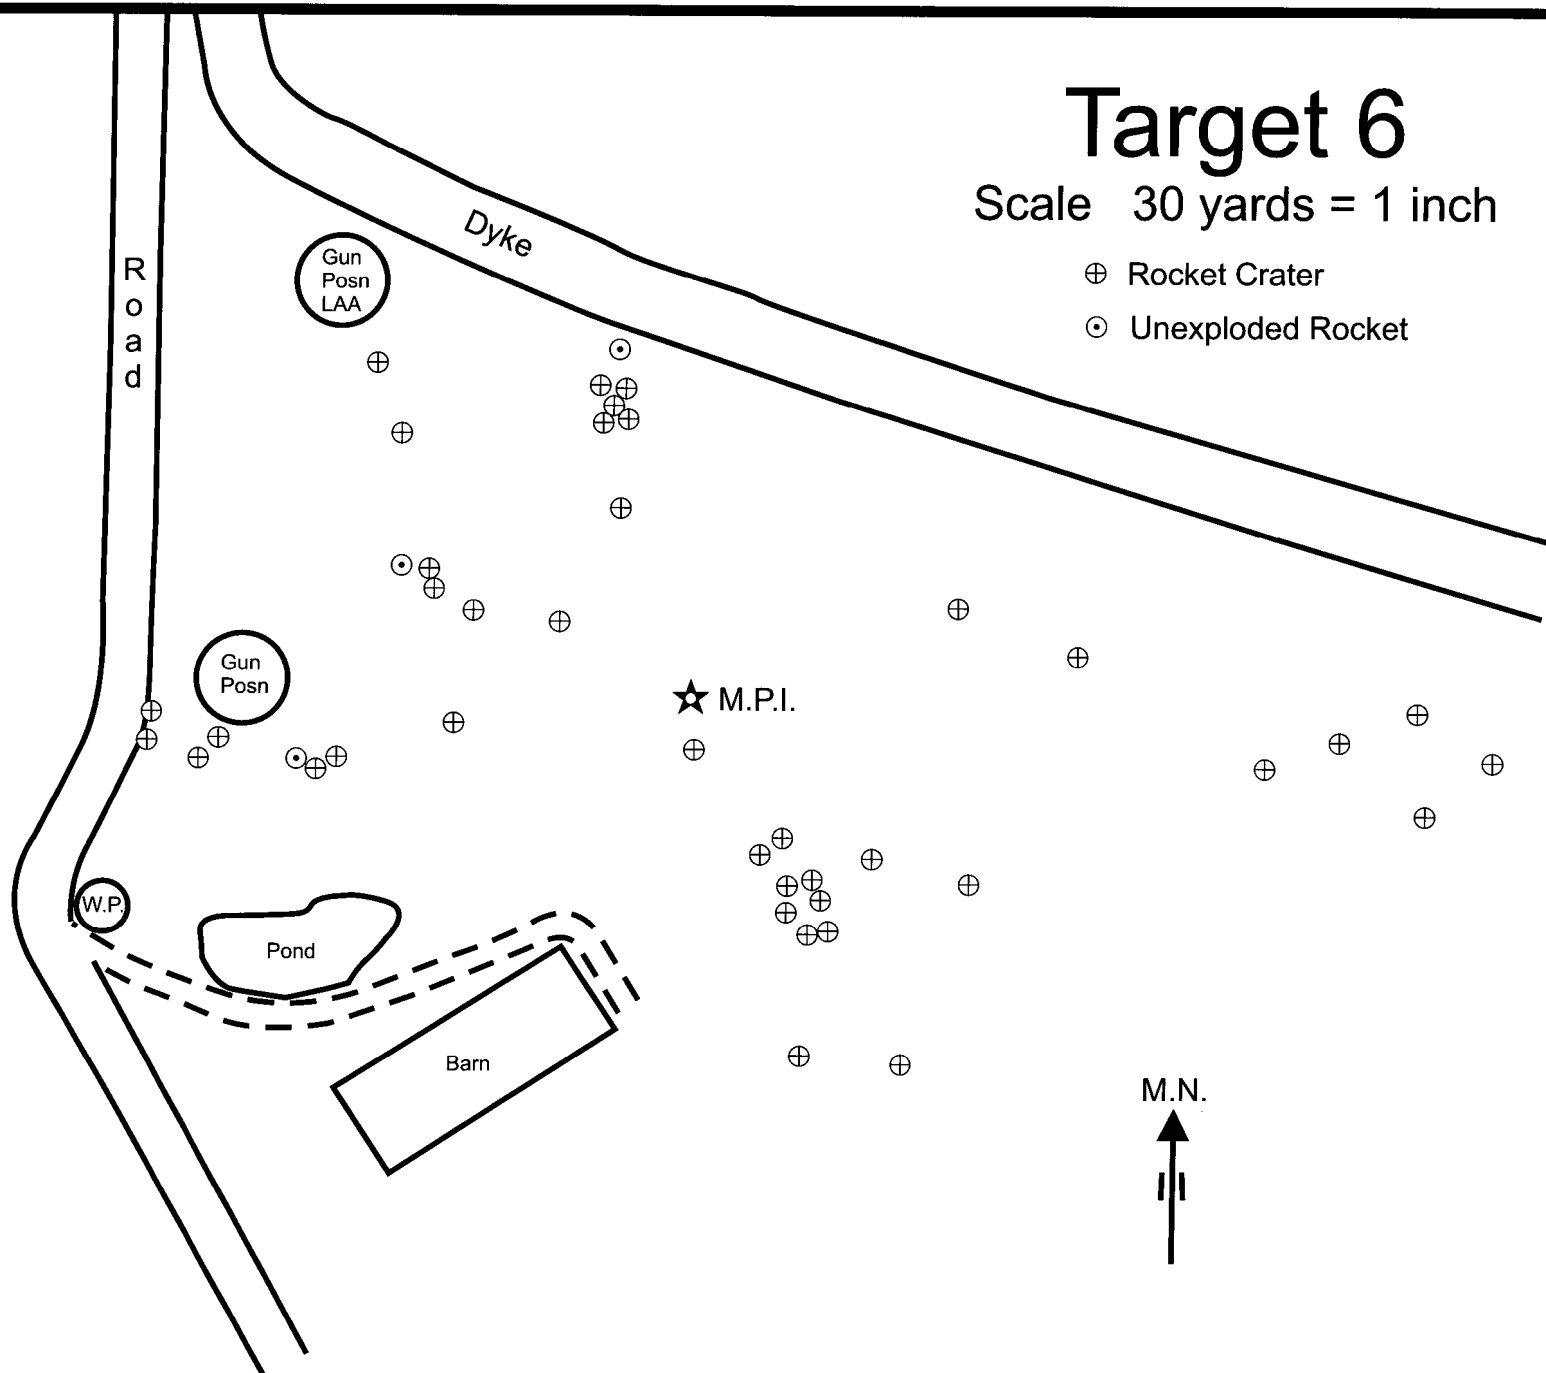 Target 6
Scale 30 yards = 1 inch
Rocket Crater
Unexploded Rocket
Dyke
Road
Gun
Posn
LAA
Gun
Posn
M.P.I.
W.P.
Pond
Barn
M.N.